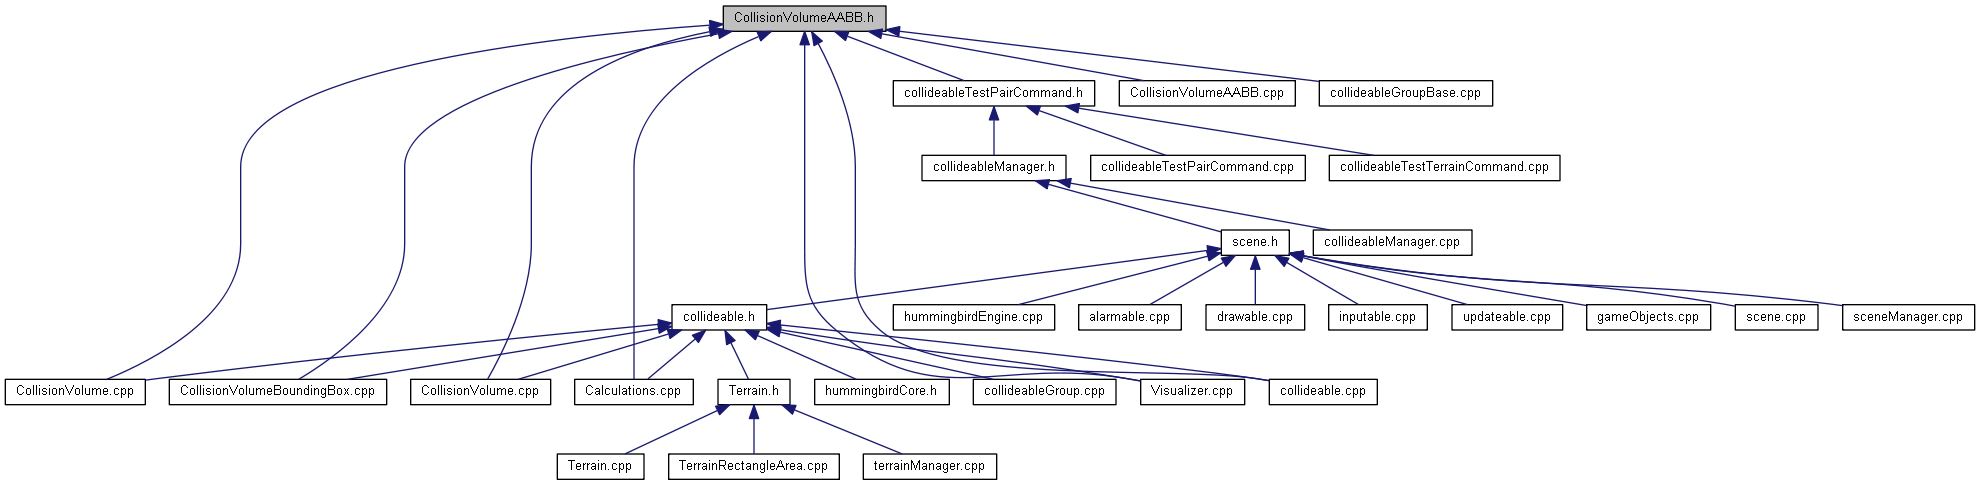 CollisionVolumeAABB.h
collideableTestPairCommand.h
CollisionVolumeAABB.cpp
collideableGroupBase.cpp
collideableManager.h
collideableTestPairCommand.cpp
collideableTestTerrainCommand.cpp
scene.h
collideableManager.cpp
collideable.h
hummingbirdEngine.cpp
alarmable.cpp
drawable.cpp
inputable.cpp
updateable.cpp
gameObjects.cpp
scene.cpp
sceneManager.cpp
CollisionVolume.cpp
CollisionVolumeBoundingBox.cpp
CollisionVolume.cpp
Calculations.cpp
Terrain.h
hummingbirdCore.h
collideableGroup.cpp
Visualizer.cpp
collideable.cpp
Terrain.cpp
TerrainRectangleArea.cpp
terrainManager.cpp